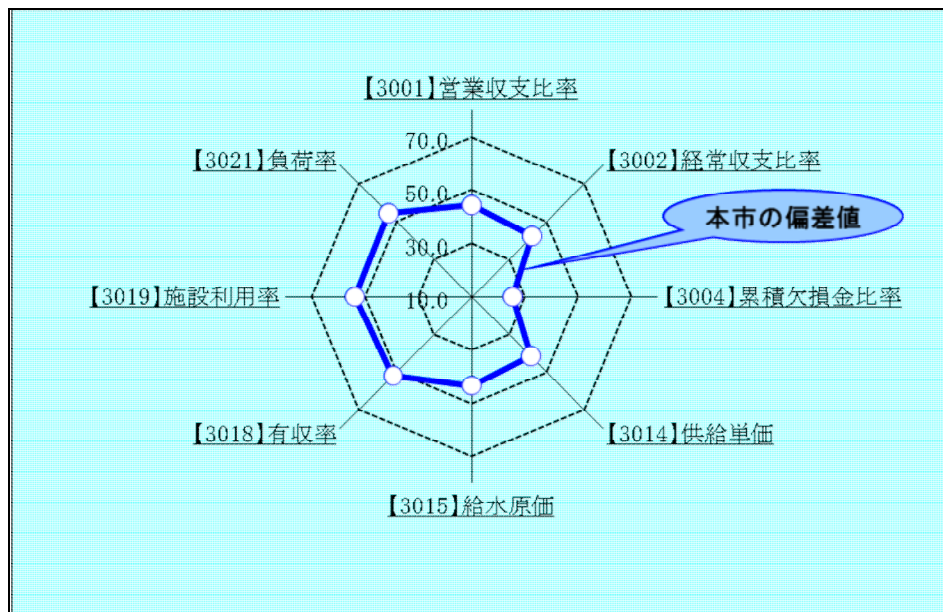 【3001】営業収支比率
70.0
【3021】負荷率
【3002】経常収支比率
50.0
本市の偏差値
30.0
【3019】施設利用率
10.0
【3004】累積欠損金比率
【3018】有収率
【3014】供給単価
【3015】給水原価